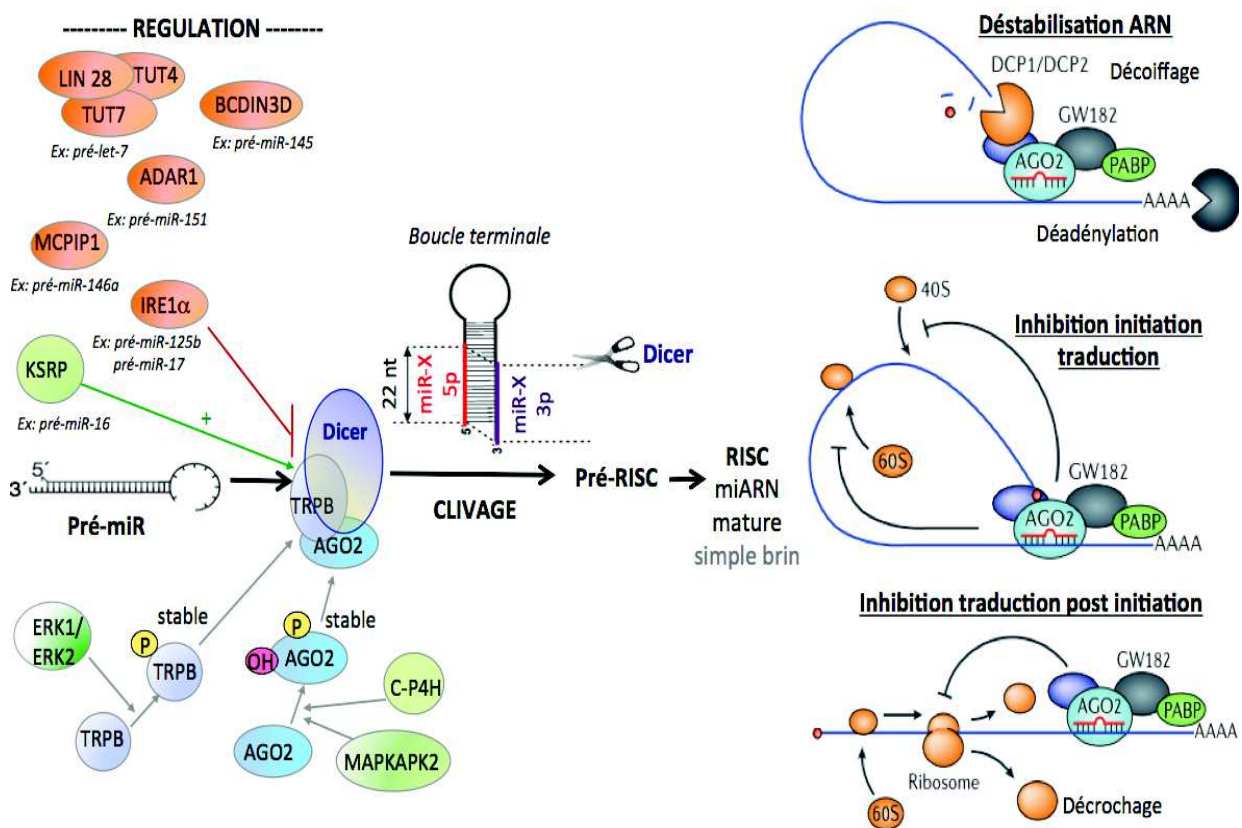 --------- REGULATION --------
LIN 28
TUT4
TUT7
Ex: pré-let-7
BCDIN3D
Ex: pré-miR-145
ADAR1
Ex: pré-miR-151
MCPIP1
Ex: pré-miR-146a
IRE1α
Ex: pré-miR-125b
pré-miR-17
KSRP
Ex: pré-miR-16
+
5´
3´
Pré-miR
Dicer
TRPB
AGO2
Boucle terminale
22 nt
miR-X
5p
miR-X
3p
5
3
Dicer
CLIVAGE
Pré-RISC
RISC
miARN
mature
simple brin
ERK1/
ERK2
stable
P
TRPB
TRPB
P
stable
OH
AGO2
C-P4H
AGO2
MAPKAPK2
Déstabilisation ARN
DCP1/DCP2
Décoiffage
GW182
AGO2
PABP
AAAA
Déadénylation
40S
Inhibition initiation
traduction
60S
GW182
AGO2
PABP
AAAA
Inhibition traduction post initiation
GW182
AGO2
PABP
AAAA
Ribosome
60S
Décrochage